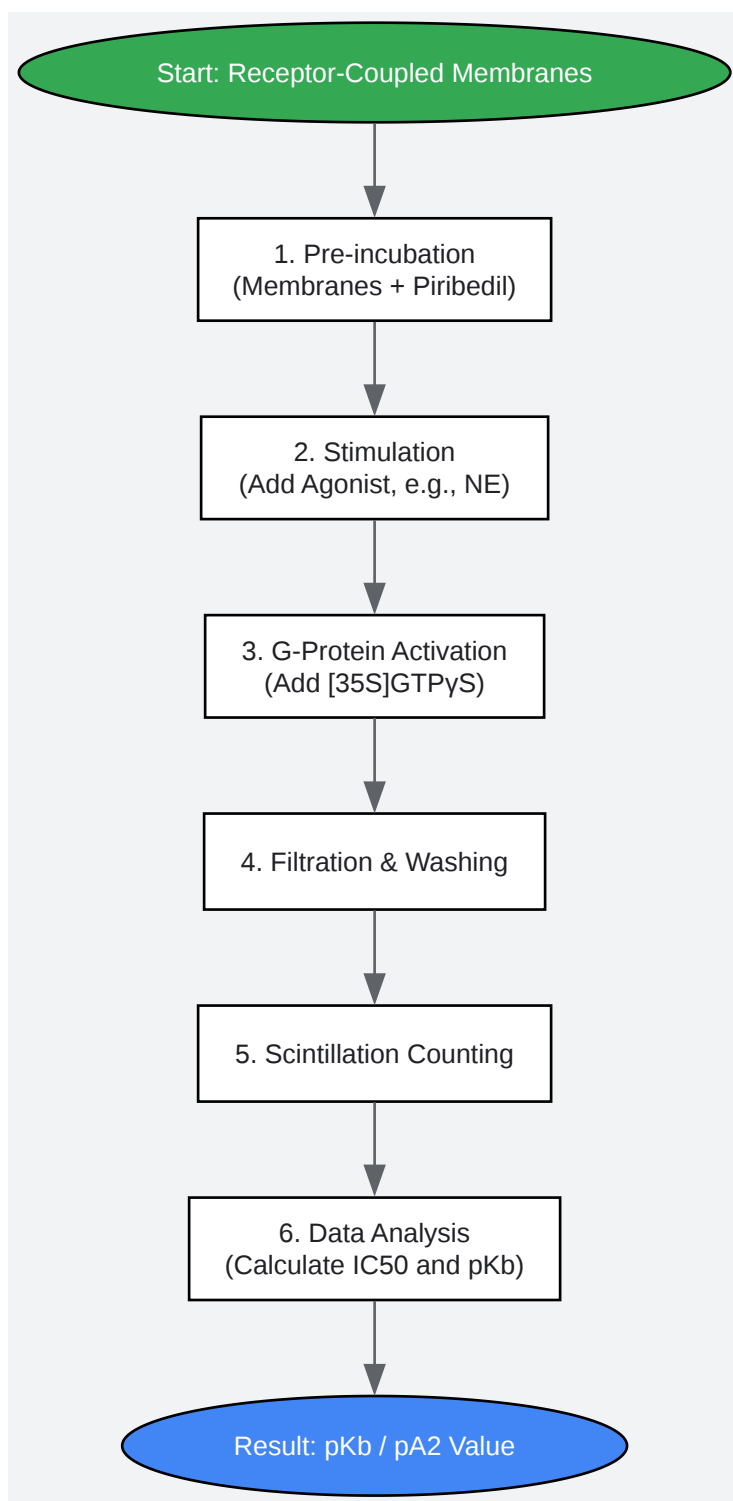 Start: Receptor-Coupled Membranes
1. Pre-incubation
(Membranes + Piribedil)
2. Stimulation
(Add Agonist, e.g., NE)
3. G-Protein Activation
(Add [35S]GTPγS)
4. Filtration & Washing
5. Scintillation Counting
6. Data Analysis
(Calculate IC50 and pKb)
Result: pKb / pA2 Value